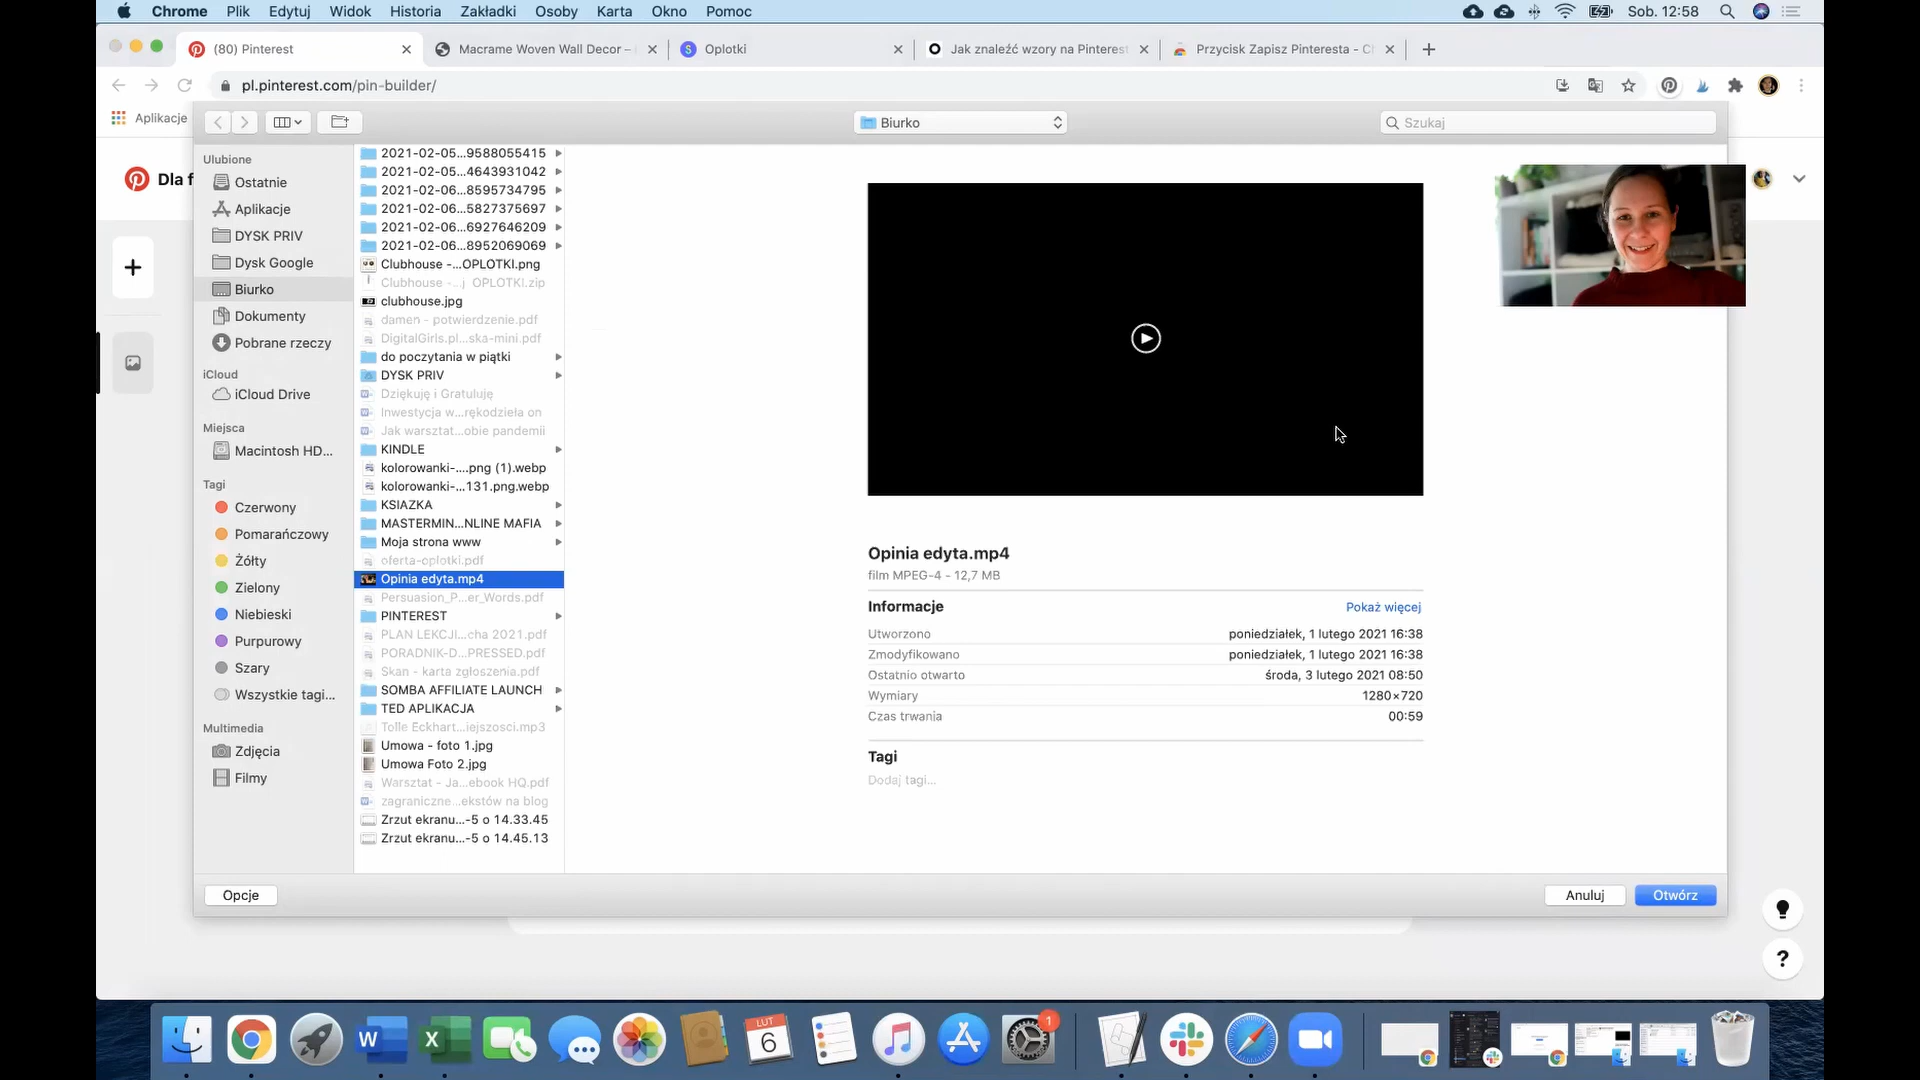 Chrome Plik Edytuj Widok Historia Zakładki Osoby Karta Okno Pomoc Sob. 12:58
(80) Pinterest
Macrame Woven Wall Decor –
Oplotki
Jak znaleźć wzory na Pinterest
Przycisk Zapisz Pinteresta - C
pl.pinterest.com/pin-builder/
Aplikacje
Biurko
Szukaj
Dla f
Ulubione
Ostatnie
Aplikacje
DYSK PRIV
Dysk Google
Biurko
Dokumenty
Pobrane rzeczy
iCloud
iCloud Drive
Miejsca
Macintosh HD...
Tagi
Czerwony
Pomarańczowy
Żółty
Zielony
Niebieski
Purpurowy
Szary
Wszystkie tagi...
Multimedia
Zdjęcia
Filmy
2021-02-05...9588055415
2021-02-05...4643931042
2021-02-06...8595734795
2021-02-06...5827375697
2021-02-06...6927646209
2021-02-06...8952069069
Clubhouse -...OPLOTKI.png
Clubhouse -...j OPLOTKI.zip
clubhouse.jpg
damen - potwierdzenie.pdf
DigitalGirls.pl...ska-mini.pdf
do poczytania w piątki
DYSK PRIV
Dziękuję i Gratuluję
Inwestycja w...rękodzieła on
Jak warsztat...obie pandemii
KINDLE
kolorowanki-....png (1).webp
kolorowanki-...131.png.webp
KSIAZKA
MASTERMIN...NLINE MAFIA
Moja strona www
oferta-oplotki.pdf
Opinia edyta.mp4
Persuasion_P...er_Words.pdf
PINTEREST
PLAN LEKCJI...cha 2021.pdf
PORADNIK-D...PRESSED.pdf
Skan - karta zgłoszenia.pdf
SOMBA AFFILIATE LAUNCH
TED APLIKACJA
Tolle Eckhart...iejszosci.mp3
Umowa - foto 1.jpg
Umowa Foto 2.jpg
Warsztat - Ja...ebook HQ.pdf
zagraniczne...ekstów na blog
Zrzut ekranu...-5 o 14.33.45
Zrzut ekranu...-5 o 14.45.13
Opinia edyta.mp4
film MPEG-4 - 12,7 MB
Informacje Pokaż więcej
Utworzono poniedziałek, 1 lutego 2021 16:38
Zmodyfikowano poniedziałek, 1 lutego 2021 16:38
Ostatnio otwarto środa, 3 lutego 2021 08:50
Wymiary 1280×720
Czas trwania 00:59
Tagi
Dodaj tagi...
Opcje Anuluj Otwórz
?
W
X
LUT
6
1